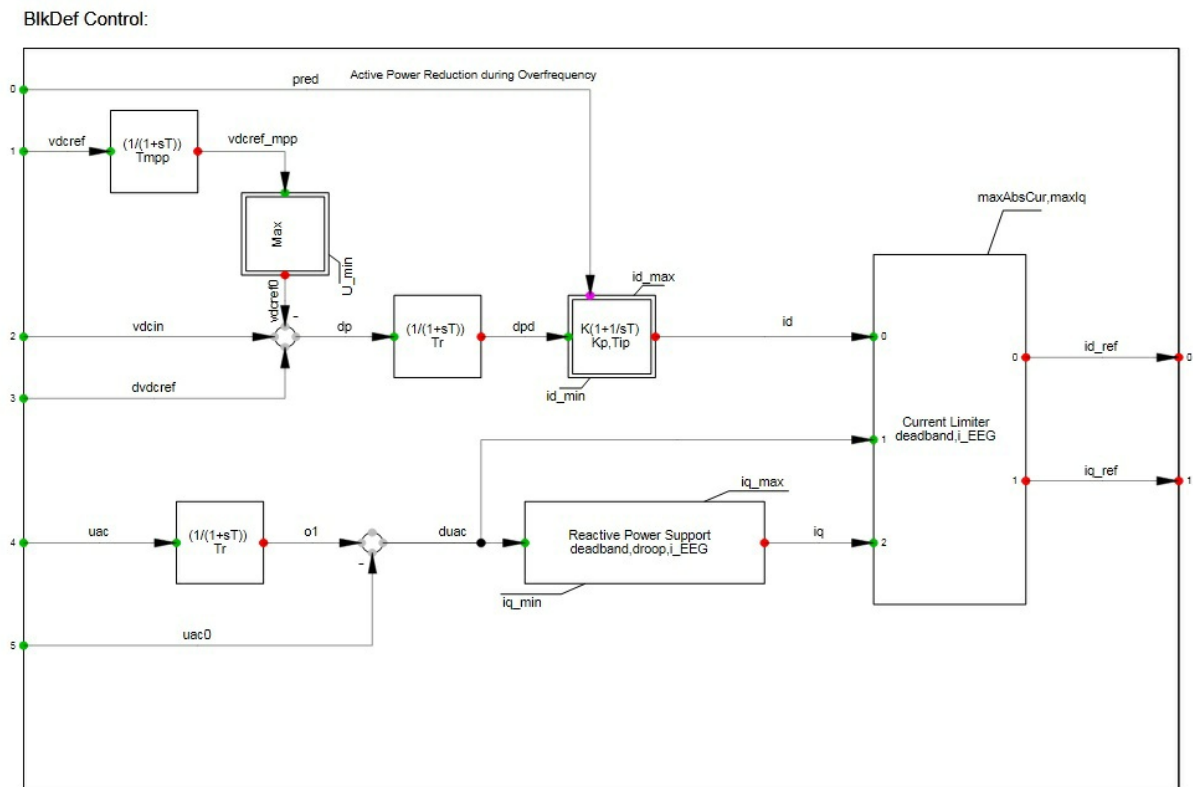 BlkDef Control:
pred
Active Power Reduction during Overfrequency
0
1
vdcref
(1/(1+sT))
Tmpp
vdcref_mpp
Max
U_min
vdcref0
-
2
vdcin
dp
(1/(1+sT))
Tr
dpd
id_max
K(1+1/sT)
Kp,Tip
id_min
id
3
dvdcref
maxAbsCur,maxIq
0
1
2
Current Limiter
deadband,i_EEG
0
1
id_ref
0
iq_ref
1
4
uac
(1/(1+sT))
Tr
o1
-
duac
iq_max
Reactive Power Support
deadband,droop,i_EEG
iq_min
iq
5
uac0